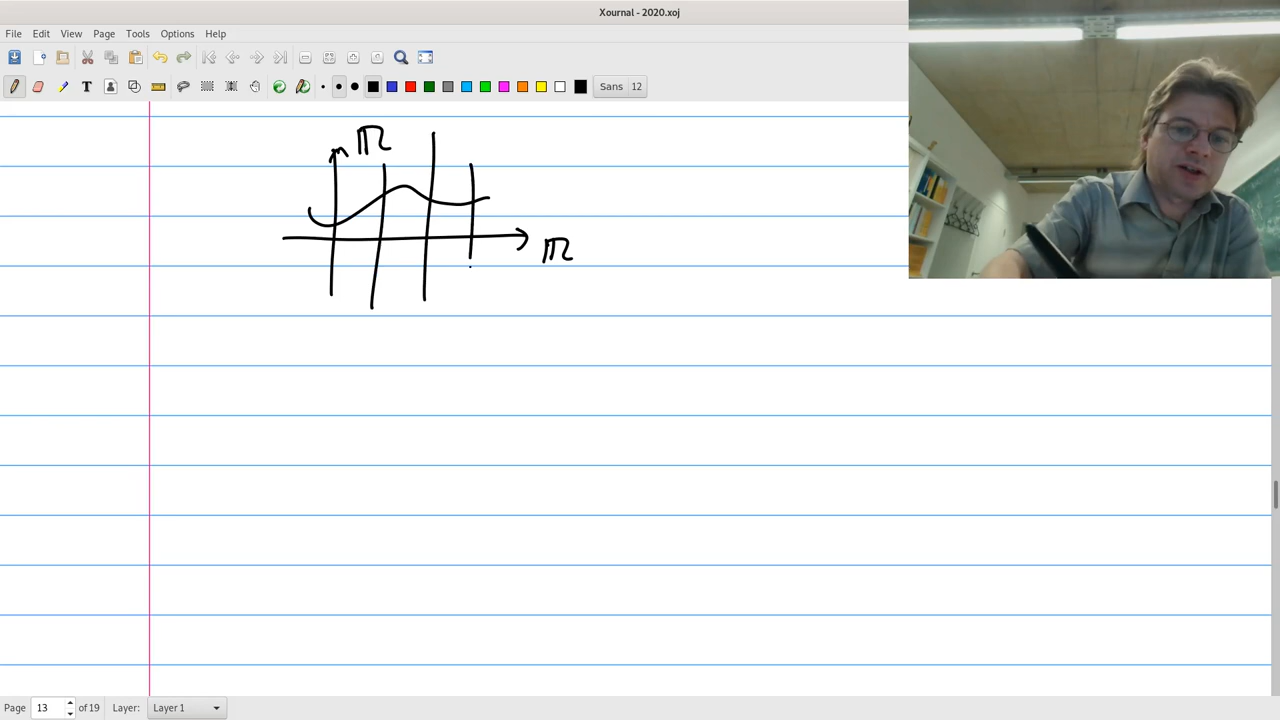 Xournal - 2020.xoj
File Edit View Page Tools Options Help
T Sans 12
ℝ
ℝ
Page 13 of 19 Layer: Layer 1